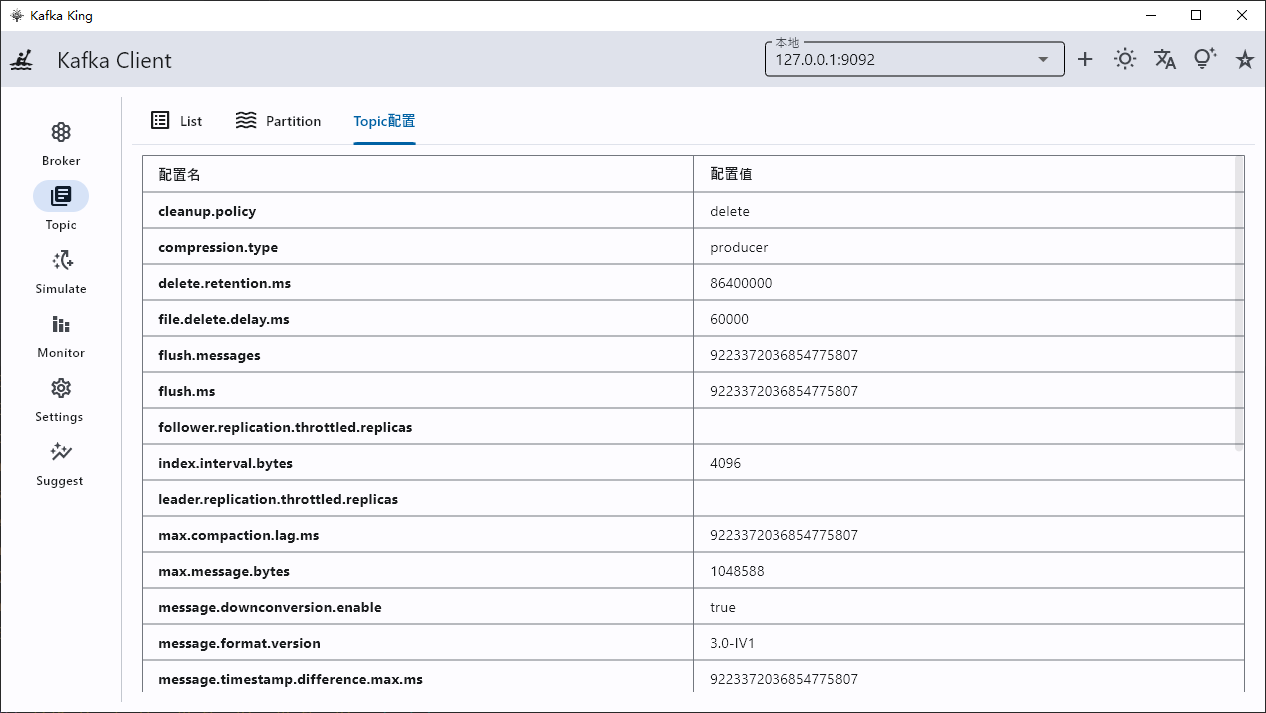 Kafka King
Kafka Client
本地
127.0.0.1:9092
Broker
Topic
Simulate
Monitor
Settings
Suggest
List Partition Topic配置
配置名 配置值
cleanup.policy delete
compression.type producer
delete.retention.ms 86400000
file.delete.delay.ms 60000
flush.messages 9223372036854775807
flush.ms 9223372036854775807
follower.replication.throttled.replicas
index.interval.bytes 4096
leader.replication.throttled.replicas
max.compaction.lag.ms 9223372036854775807
max.message.bytes 1048588
message.downconversion.enable true
message.format.version 3.0-IV1
message.timestamp.difference.max.ms 9223372036854775807